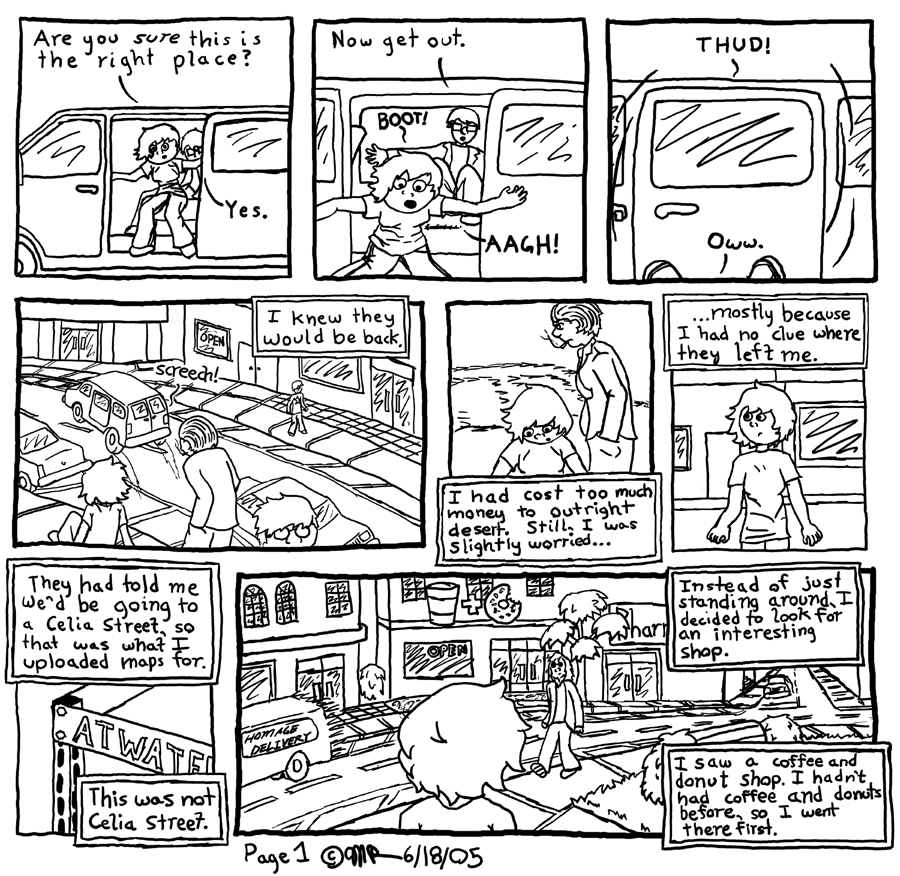 Are you sure this is
the right place?
Yes.
Now get out.
BOOT!
AAGH!
THUD!
Oww.
I knew they
would be back.
OPEN
screech!
I had cost too much
money to outright
desert. Still, I was
slightly worried...
...mostly because
I had no clue where
they left me.
They had told me
we'd be going to
a Celia Street, so
that was what I
uploaded maps for.
ATWATE
This was not
Celia Street.
Instead of just
standing around, I
decided to look for
an interesting
shop.
OPEN
harr
HOMAGE
DELIVERY
I saw a coffee and
donut shop. I hadn't
had coffee and donuts
before, so I went
there first.
Page 1 © 6/18/05